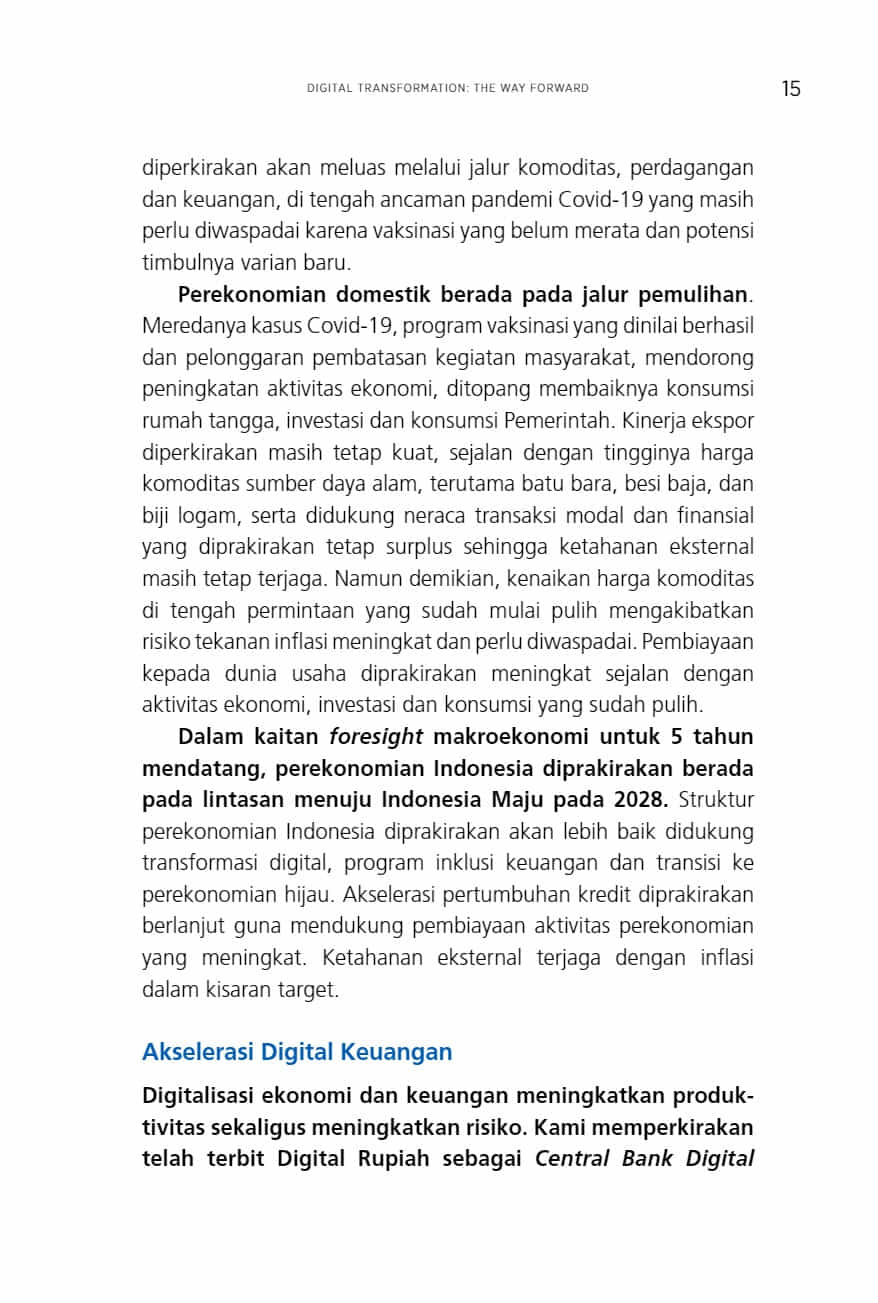 DIGITAL TRANSFORMATION: THE WAY FORWARD
15
diperkirakan akan meluas melalui jalur komoditas, perdagangan
dan keuangan, di tengah ancaman pandemi Covid-19 yang masih
perlu diwaspadai karena vaksinasi yang belum merata dan potensi
timbulnya varian baru.
Perekonomian domestik berada pada jalur pemulihan.
Meredanya kasus Covid-19, program vaksinasi yang dinilai berhasil
dan pelonggaran pembatasan kegiatan masyarakat, mendorong
peningkatan aktivitas ekonomi, ditopang membaiknya konsumsi
rumah tangga, investasi dan konsumsi Pemerintah. Kinerja ekspor
diperkirakan masih tetap kuat, sejalan dengan tingginya harga
komoditas sumber daya alam, terutama batu bara, besi baja, dan
biji logam, serta didukung neraca transaksi modal dan finansial
yang diprakirakan tetap surplus sehingga ketahanan eksternal
masih tetap terjaga. Namun demikian, kenaikan harga komoditas
di tengah permintaan yang sudah mulai pulih mengakibatkan
risiko tekanan inflasi meningkat dan perlu diwaspadai. Pembiayaan
kepada dunia usaha diprakirakan meningkat sejalan dengan
aktivitas ekonomi, investasi dan konsumsi yang sudah pulih.
Dalam kaitan foresight makroekonomi untuk 5 tahun
mendatang, perekonomian Indonesia diprakirakan berada
pada lintasan menuju Indonesia Maju pada 2028. Struktur
perekonomian Indonesia diprakirakan akan lebih baik didukung
transformasi digital, program inklusi keuangan dan transisi ke
perekonomian hijau. Akselerasi pertumbuhan kredit diprakirakan
berlanjut guna mendukung pembiayaan aktivitas perekonomian
yang meningkat. Ketahanan eksternal terjaga dengan inflasi
dalam kisaran target.
Akselerasi Digital Keuangan
Digitalisasi ekonomi dan keuangan meningkatkan produk-
tivitas sekaligus meningkatkan risiko. Kami memperkirakan
telah terbit Digital Rupiah sebagai Central Bank Digital